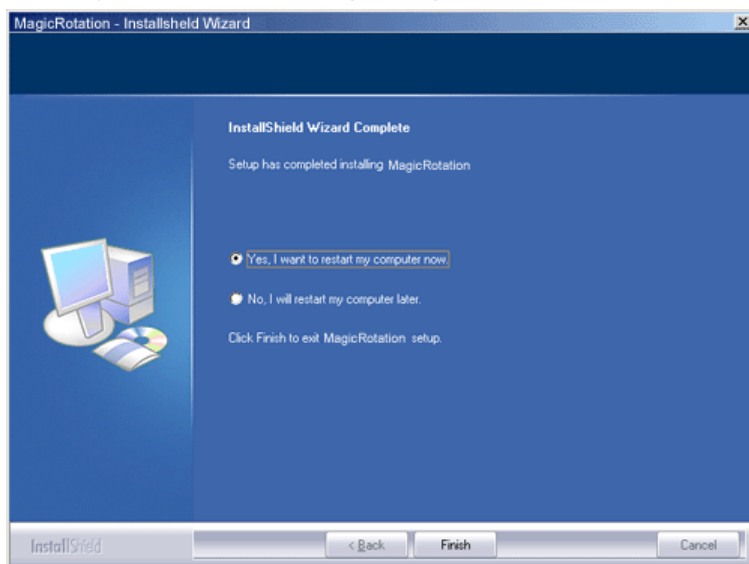 MagicRotation - Installsheld Wizard
InstallShield Wizard Complete
Setup has completed installing MagicRotation
Yes, I want to restart my computer now.
No, I will restart my computer later.
Click Finish to exit MagicRotation setup.
InstallShield
< Back Finish Cancel